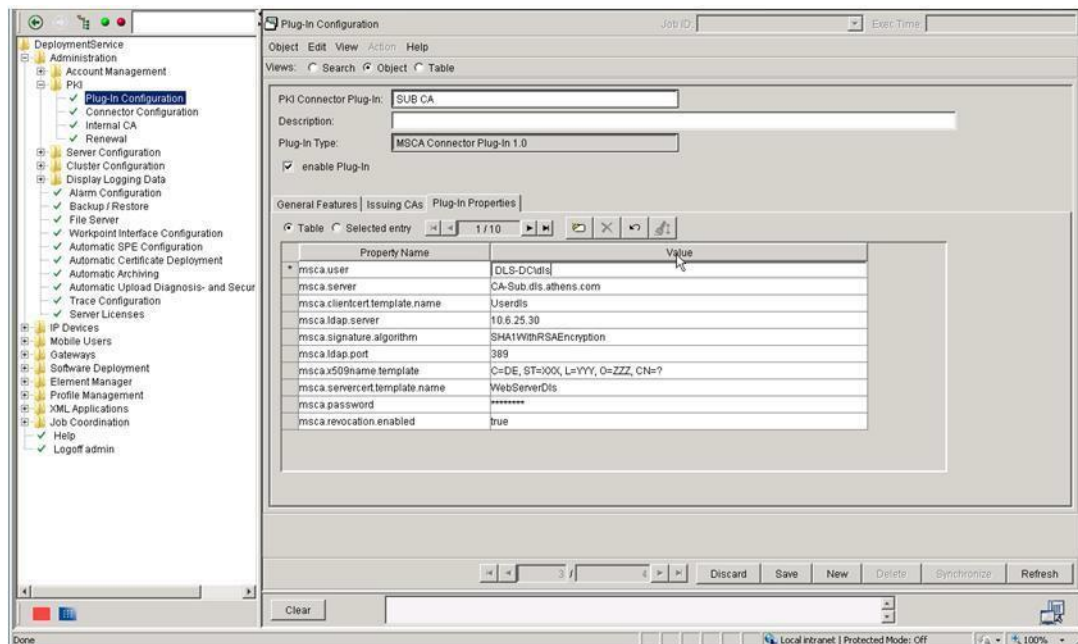 Plug-In Configuration
Job ID:
Exec Time:
DeploymentService
Administration
Account Management
PKI
Plug-In Configuration
Connector Configuration
Internal CA
Renewal
Server Configuration
Cluster Configuration
Display Logging Data
Alarm Configuration
Backup / Restore
File Server
Workpoint Interface Configuration
Automatic SPE Configuration
Automatic Certificate Deployment
Automatic Archiving
Automatic Upload Diagnosis- and Secur
Trace Configuration
Server Licenses
IP Devices
Mobile Users
Gateways
Software Deployment
Element Manager
Profile Management
XML Applications
Job Coordination
Help
Logoff admin
Object Edit View Action Help
Views: Search Object Table
PKI Connector Plug-In: SUB CA
Description:
Plug-In Type: MSCA Connector Plug-In 1.0
enable Plug-In
General Features Issuing CAs Plug-In Properties
Table Selected entry 1 / 10
Property Name Value
* msca.user DLS-DC\dls
msca.server CA-Sub.dls.athens.com
msca.clientcert.template.name Userdls
msca.ldap.server 10.6.25.30
msca.signature.algorithm SHA1WithRSAEncryption
msca.ldap.port 389
msca.x509name.template C=DE, ST=XXX, L=YYY, O=ZZZ, CN=?
msca.servercert.template.name WebServerDls
msca.password ********
msca.revocation.enabled true
3 / 4 Discard Save New Delete Synchronize Refresh
Clear
Done
Local intranet | Protected Mode: Off
100%